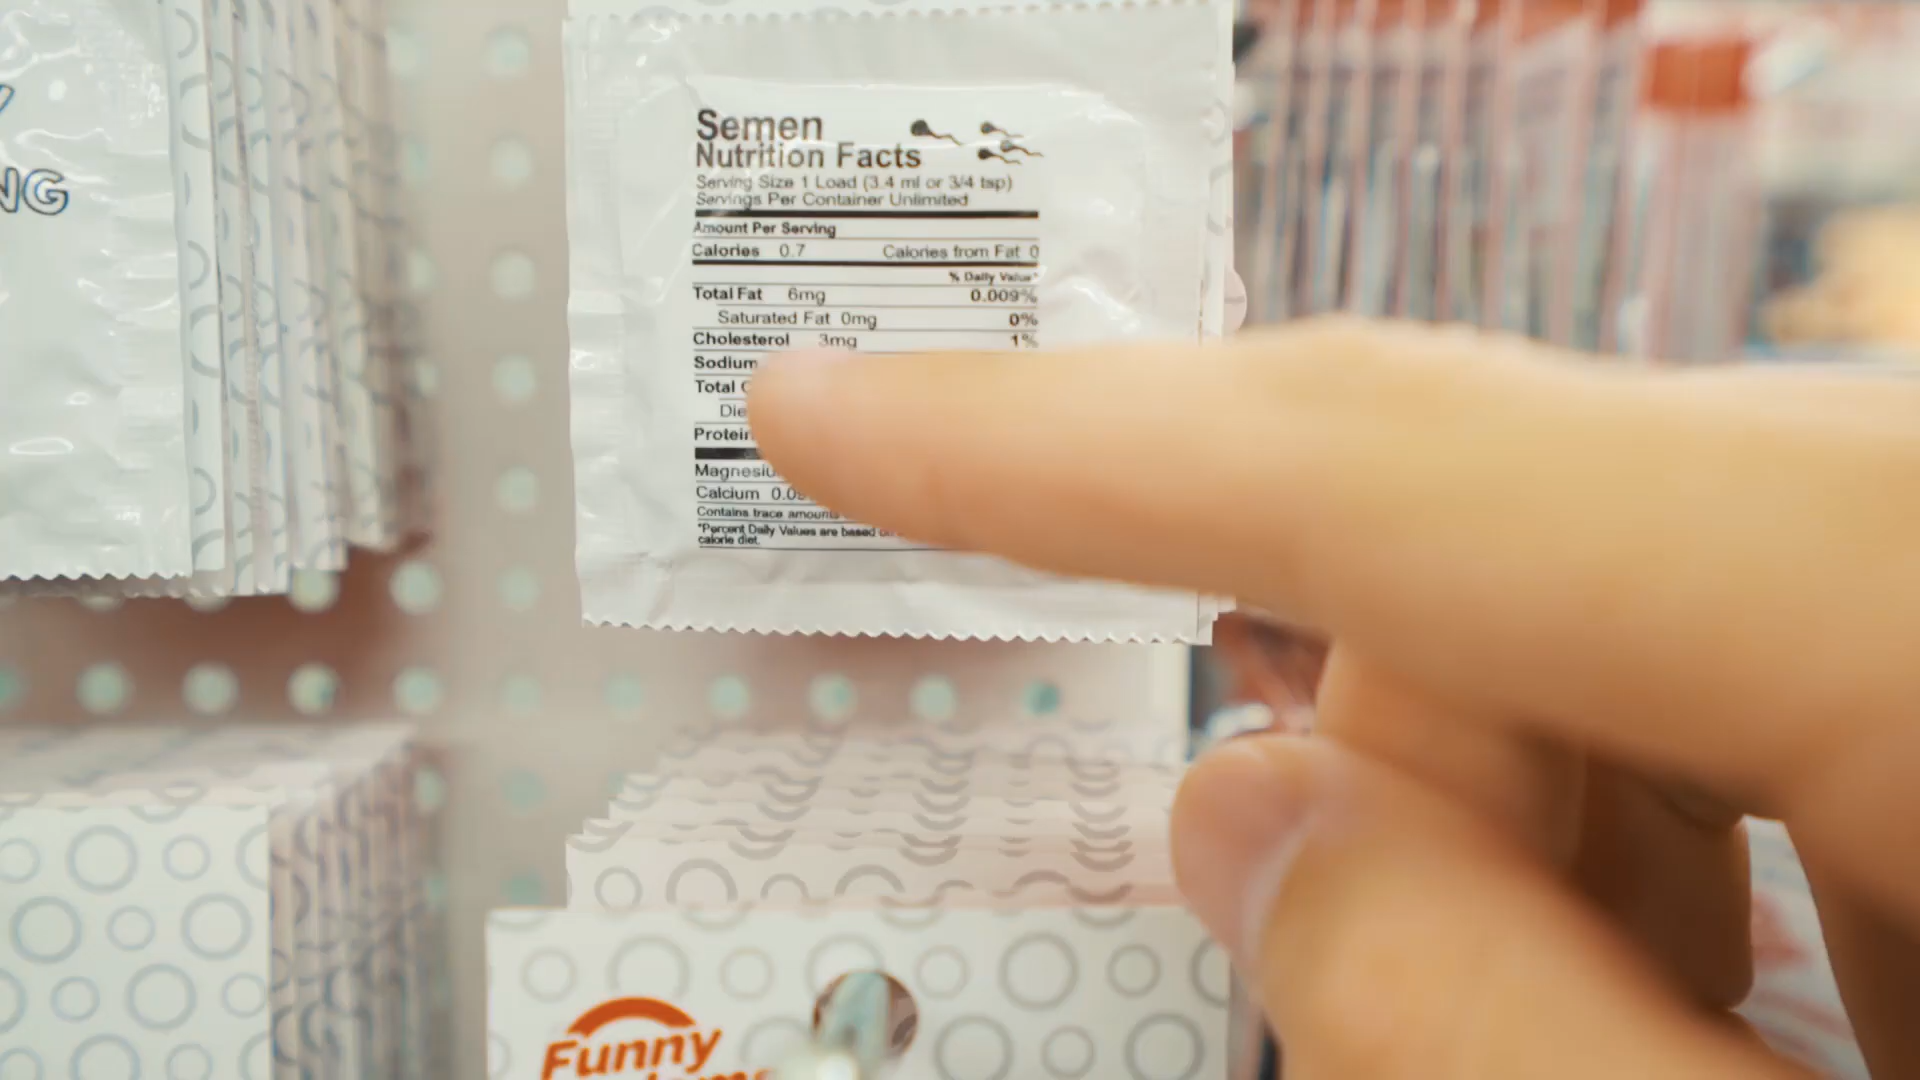 NG
Semen
Nutrition Facts
Serving Size 1 Load (3.4 ml or 3/4 tsp)
Servings Per Container Unlimited
Amount Per Serving
Calories 0.7 Calories from Fat 0
% Daily Value*
Total Fat 6mg 0.009%
Saturated Fat 0mg 0%
Cholesterol 3mg 1%
Sodium
Total
Protein
Calcium
Contains trace amounts
*Percent Daily Values are based
calorie diet.
Funny